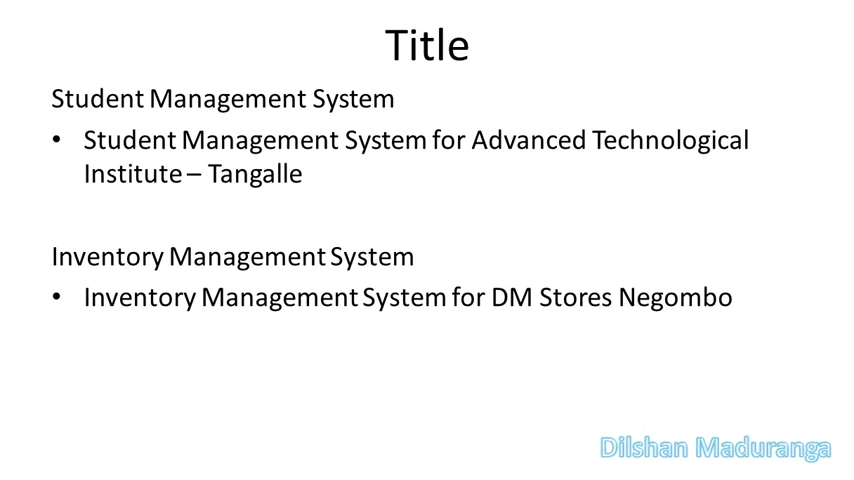 Title
Student Management System
• Student Management System for Advanced Technological
Institute – Tangalle
Inventory Management System
• Inventory Management System for DM Stores Negombo
Dilshan Maduranga